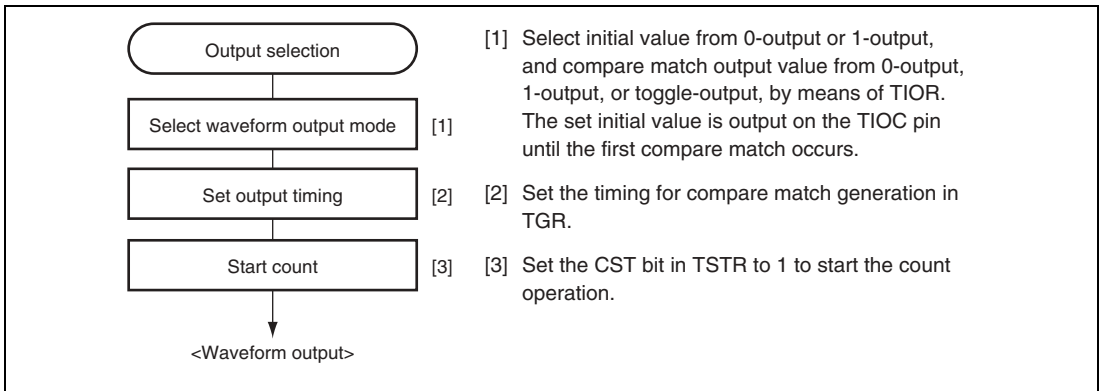 Output selection
Select waveform output mode [1]
Set output timing [2]
Start count [3]
<Waveform output>
[1] Select initial value from 0-output or 1-output,
and compare match output value from 0-output,
1-output, or toggle-output, by means of TIOR.
The set initial value is output on the TIOC pin
until the first compare match occurs.
[2] Set the timing for compare match generation in
TGR.
[3] Set the CST bit in TSTR to 1 to start the count
operation.